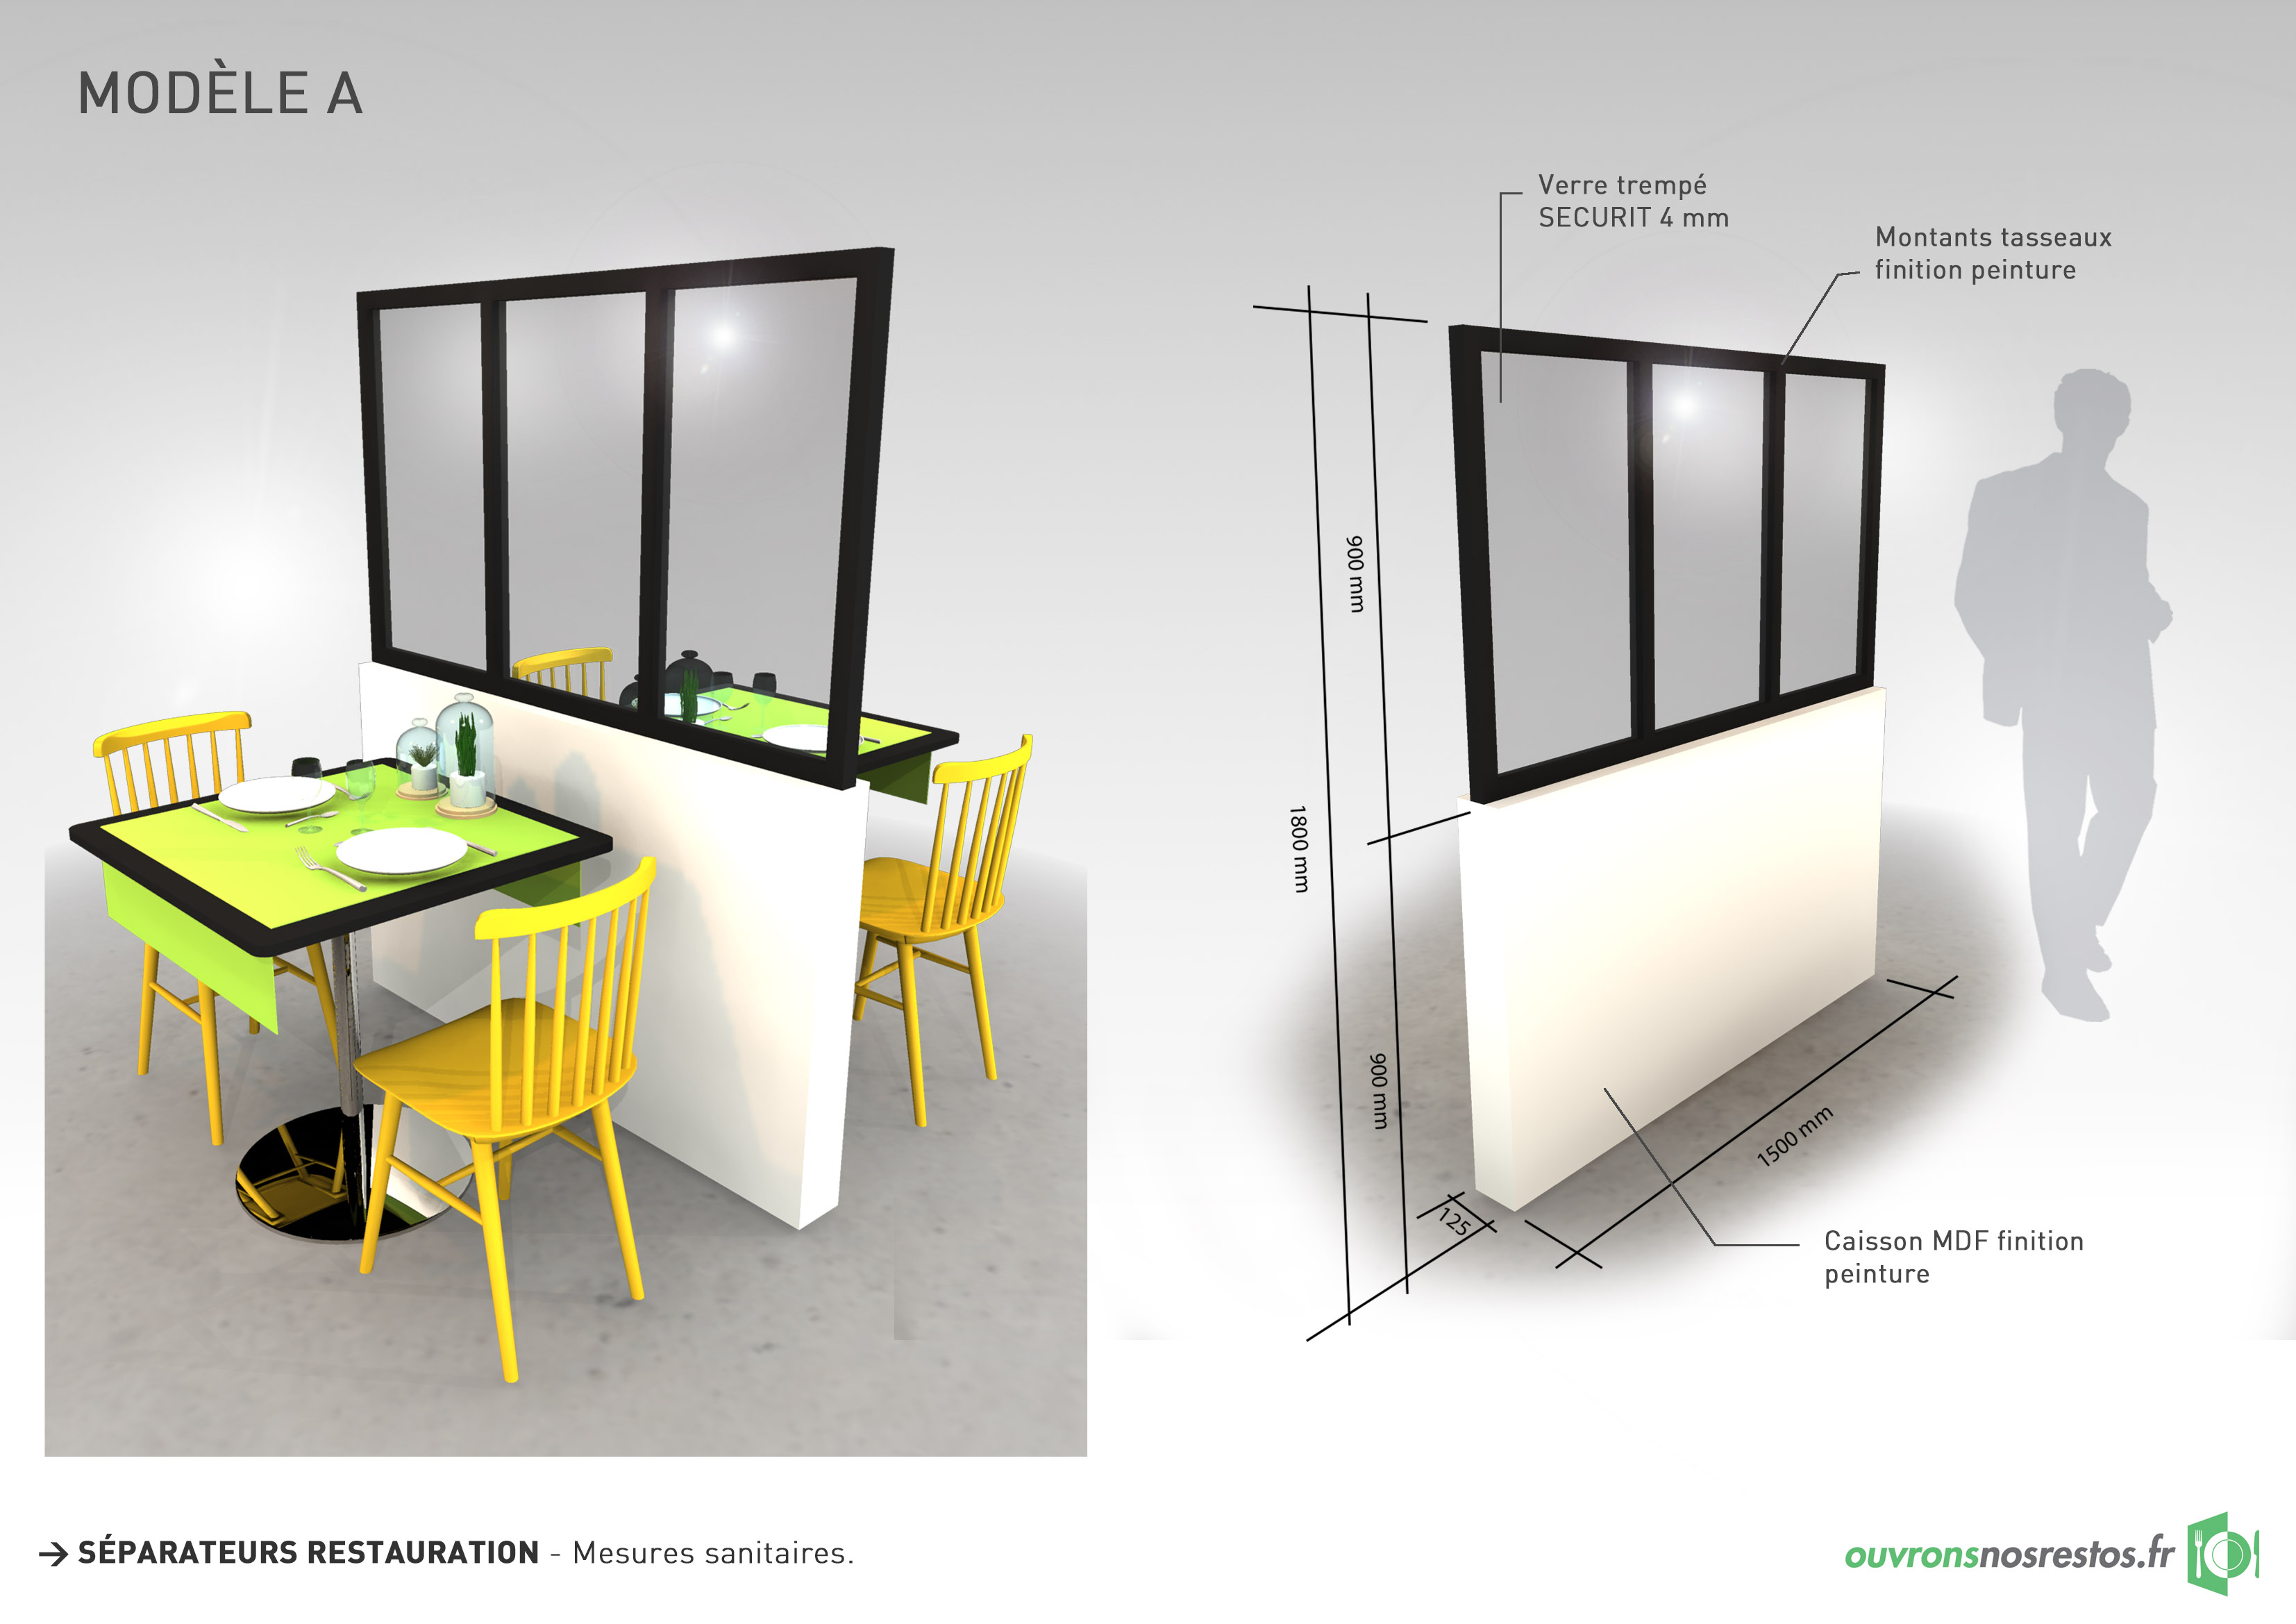 MODÈLE A
Verre trempé
SECURIT 4 mm
Montants tasseaux
finition peinture
900 mm
1800 mm
900 mm
125
1500 mm
Caisson MDF finition
peinture
→ SÉPARATEURS RESTAURATION - Mesures sanitaires.
ouvronsnosrestos.fr